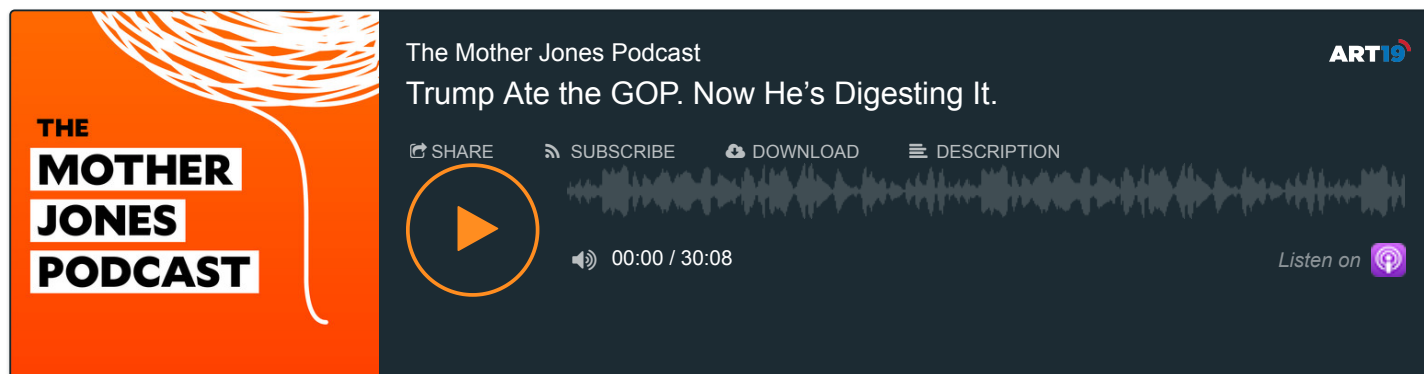 THE
MOTHER
JONES
PODCAST
The Mother Jones Podcast
ART19
Trump Ate the GOP. Now He's Digesting It.
SHARE SUBSCRIBE DOWNLOAD DESCRIPTION
00:00 / 30:08
Listen on